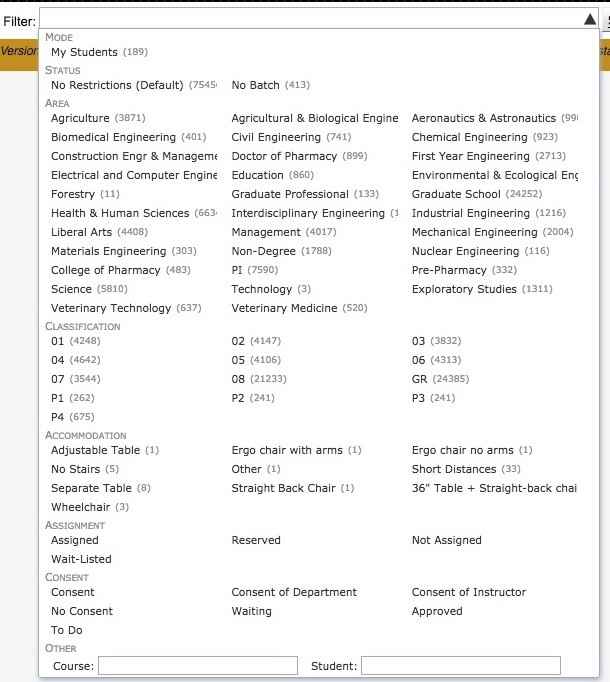 Filter:
Version
MODE
My Students (189)
STATUS
No Restrictions (Default) (7545 No Batch (413)
AREA
Agriculture (3871) Agricultural & Biological Engine Aeronautics & Astronautics (99
Biomedical Engineering (401) Civil Engineering (741) Chemical Engineering (923)
Construction Engr & Manageme Doctor of Pharmacy (899) First Year Engineering (2713)
Electrical and Computer Engine Education (860) Environmental & Ecological Eng
Forestry (11) Graduate Professional (133) Graduate School (24252)
Health & Human Sciences (663 Interdisciplinary Engineering (1 Industrial Engineering (1216)
Liberal Arts (4408) Management (4017) Mechanical Engineering (2004)
Materials Engineering (303) Non-Degree (1788) Nuclear Engineering (116)
College of Pharmacy (483) PI (7590) Pre-Pharmacy (332)
Science (5810) Technology (3) Exploratory Studies (1311)
Veterinary Technology (637) Veterinary Medicine (520)
CLASSIFICATION
01 (4248) 02 (4147) 03 (3832)
04 (4642) 05 (4106) 06 (4313)
07 (3544) 08 (21233) GR (24385)
P1 (262) P2 (241) P3 (241)
P4 (675)
ACCOMMODATION
Adjustable Table (1) Ergo chair with arms (1) Ergo chair no arms (1)
No Stairs (5) Other (1) Short Distances (33)
Separate Table (8) Straight Back Chair (1) 36" Table + Straight-back chai
Wheelchair (3)
ASSIGNMENT
Assigned Reserved Not Assigned
Wait-Listed
CONSENT
Consent Consent of Department Consent of Instructor
No Consent Waiting Approved
To Do
OTHER
Course: Student: